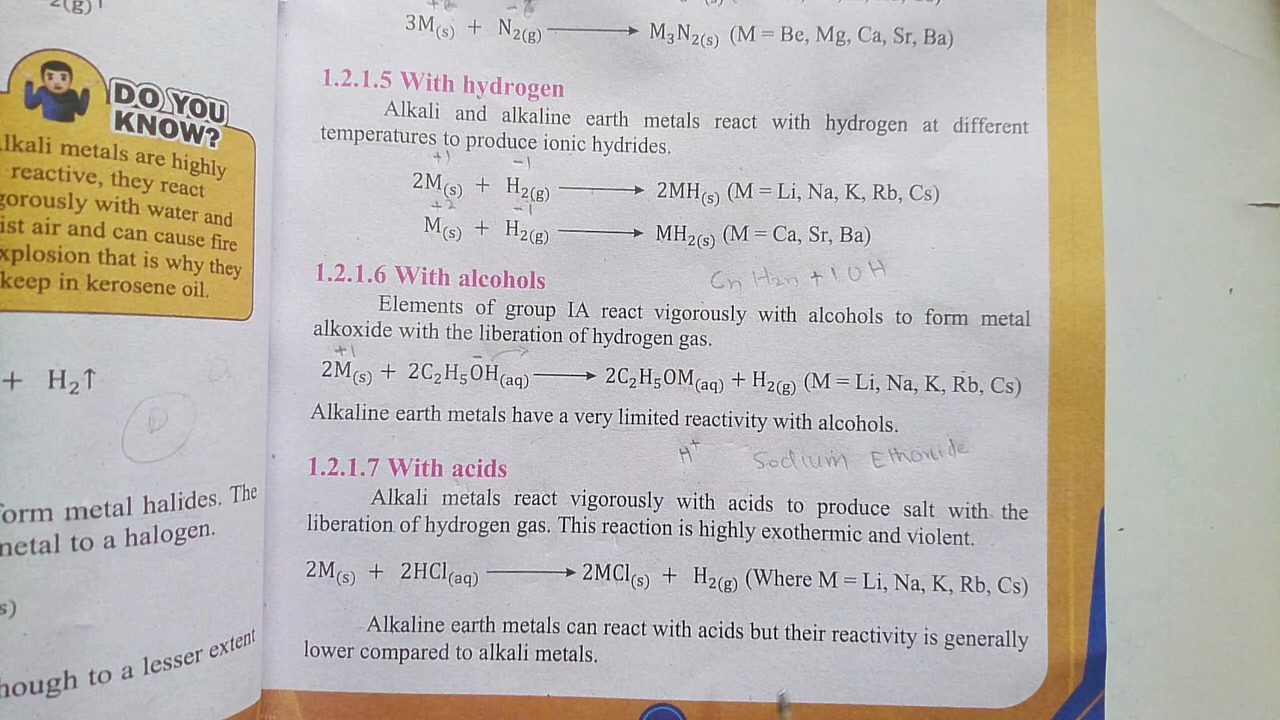 2(g)
DO YOU
KNOW?
lkali metals are highly
reactive, they react
gorously with water and
ist air and can cause fire
xplosion that is why they
keep in kerosene oil.
+ H₂↑
D
form metal halides. The
netal to a halogen.
s)
hough to a lesser extent
3M(s) + N2(g) ⟶ M₃N2(s) (M = Be, Mg, Ca, Sr, Ba)
1.2.1.5 With hydrogen
Alkali and alkaline earth metals react with hydrogen at different
temperatures to produce ionic hydrides.
+1 -1
2M(s) + H2(g) ⟶ 2MH(s) (M = Li, Na, K, Rb, Cs)
+2 -1
M(s) + H2(g) ⟶ MH2(s) (M = Ca, Sr, Ba)
1.2.1.6 With alcohols
Cn H2n + 1 OH
Elements of group IA react vigorously with alcohols to form metal
alkoxide with the liberation of hydrogen gas.
+1 -
2M(s) + 2C₂H₅OH(aq) ⟶ 2C₂H₅OM(aq) + H2(g) (M = Li, Na, K, Rb, Cs)
Alkaline earth metals have a very limited reactivity with alcohols.
H⁺ Sodium Ethoxide
1.2.1.7 With acids
Alkali metals react vigorously with acids to produce salt with the
liberation of hydrogen gas. This reaction is highly exothermic and violent.
2M(s) + 2HCl(aq) ⟶ 2MCl(s) + H2(g) (Where M = Li, Na, K, Rb, Cs)
Alkaline earth metals can react with acids but their reactivity is generally
lower compared to alkali metals.